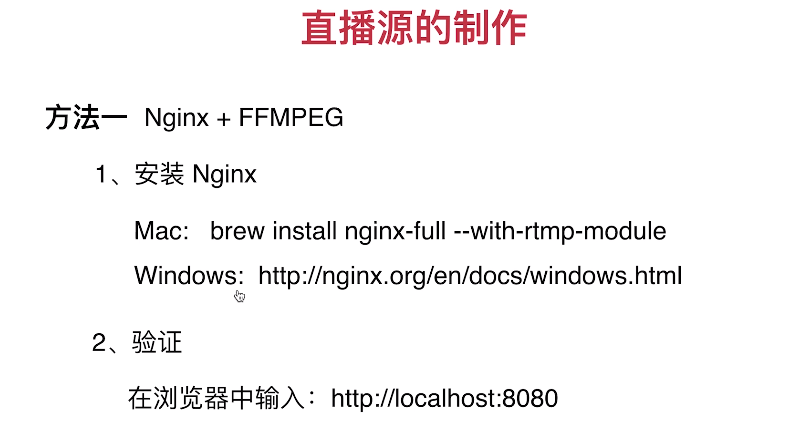 直播源的制作
方法一 Nginx + FFMPEG
1、安装 Nginx
Mac: brew install nginx-full --with-rtmp-module
Windows: http://nginx.org/en/docs/windows.html
2、验证
在浏览器中输入：http://localhost:8080